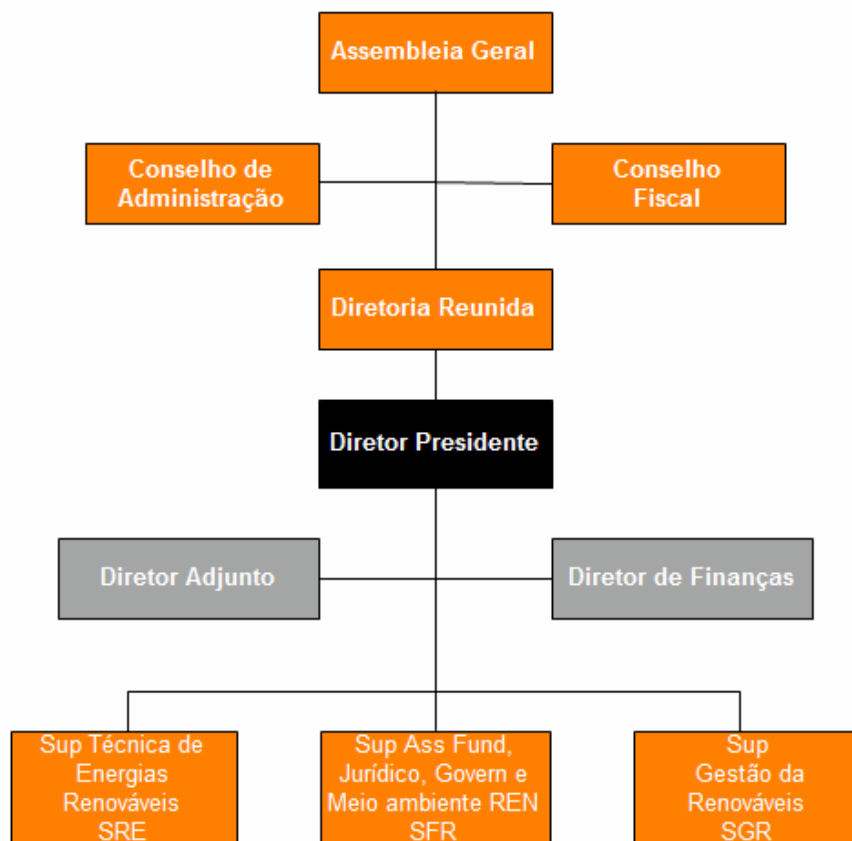 Assembleia Geral
Conselho de
Administração
Conselho
Fiscal
Diretoria Reunida
Diretor Presidente
Diretor Adjunto
Diretor de Finanças
Sup Técnica de
Energias
Renováveis
SRE
Sup Ass Fund,
Jurídico, Govern e
Meio ambiente REN
SFR
Sup
Gestão da
Renováveis
SGR